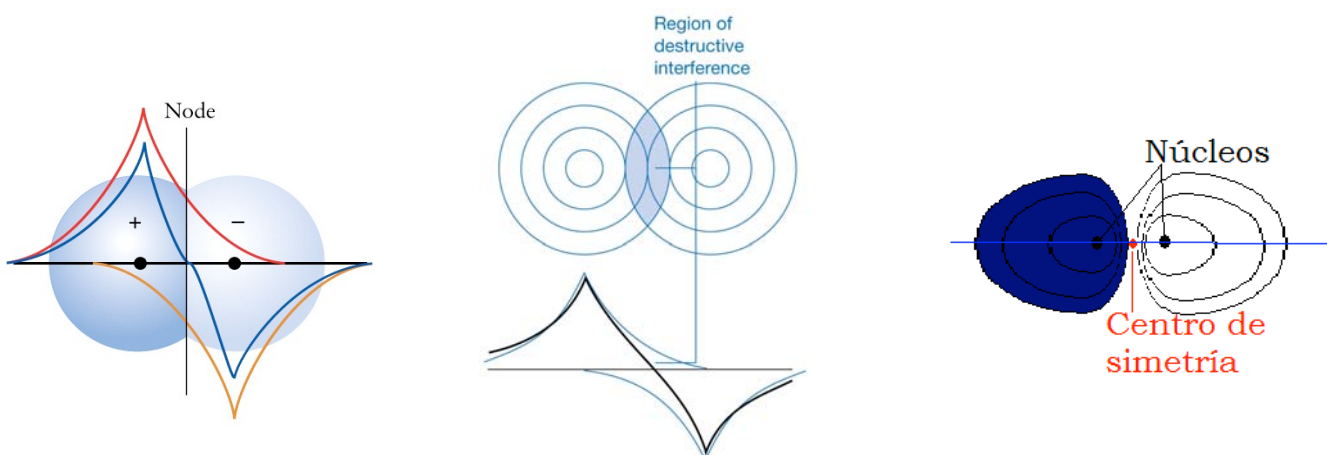 Node
+
−
Region of
destructive
interference
Núcleos
Centro de
simetría